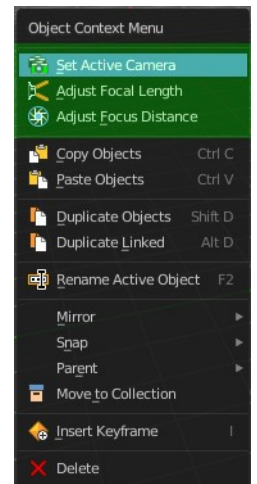 Object Context Menu
Set Active Camera
Adjust Focal Length
Adjust Focus Distance
Copy Objects Ctrl C
Paste Objects Ctrl V
Duplicate Objects Shift D
Duplicate Linked Alt D
Rename Active Object F2
Mirror
Snap
Parent
Move to Collection
Insert Keyframe I
Delete